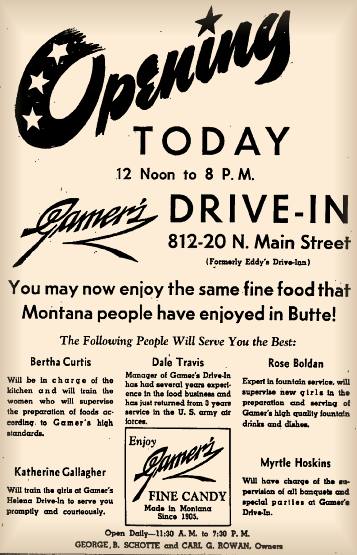 Opening
TODAY
12 Noon to 8 P. M.
Gamer's DRIVE-IN
812-20 N. Main Street
(Formerly Eddy's Drive-Inn)
You may now enjoy the same fine food that
Montana people have enjoyed in Butte!
The Following People Will Serve You the Best:
Bertha Curtis
Will be in charge of the
kitchen and will train the
women who will supervise
the preparation of foods ac-
cording to Gamer's high
standards.
Katherine Gallagher
Will train the girls at Gamer's
Helena Drive-In to serve you
promptly and courteously.
Dale Travis
Manager of Gamer's Drive-In
has had several years experi-
ence in the food business and
has just returned from 3 years
service in the U. S. army air
forces.
Enjoy
Gamer's
FINE CANDY
Made in Montana
Since 1905.
Rose Boldan
Expert in fountain service, will
supervise new girls in the
preparation and serving of
Gamer's high quality fountain
drinks and dishes.
Myrtle Hoskins
Will have charge of the su-
pervision of all banquets and
special parties at Gamer's
Drive-In.
Open Daily—11:30 A. M. to 7:30 P. M.
GEORGE, B. SCHOTTE and CARL G. ROWAN, Owners